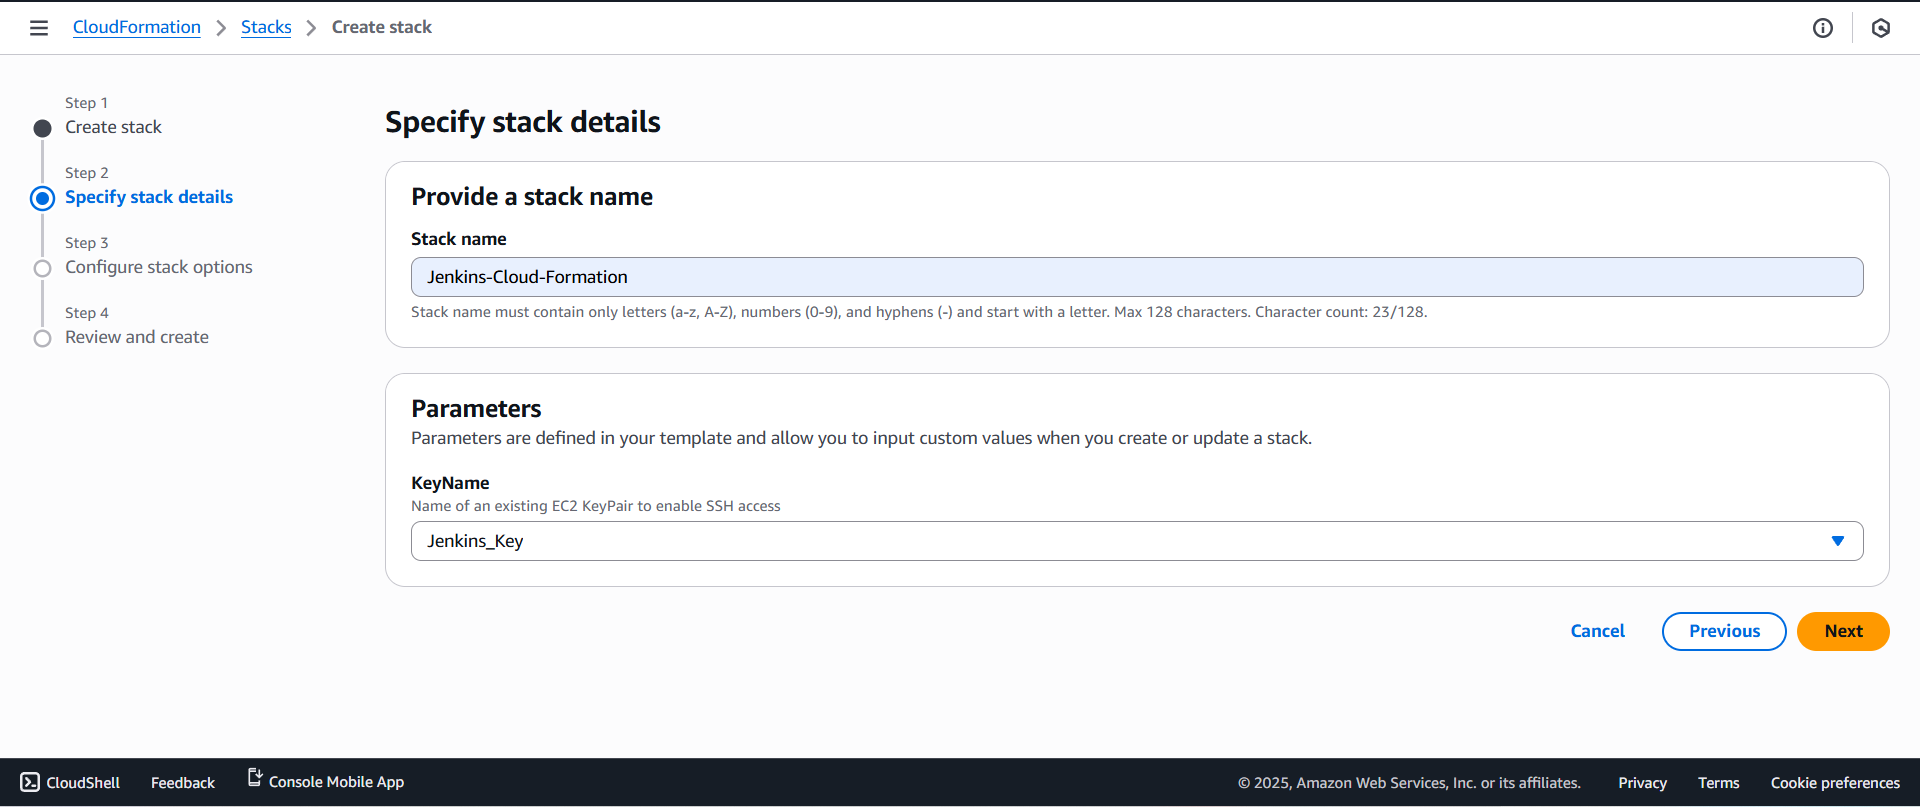 CloudFormation > Stacks > Create stack
Step 1
Create stack
Step 2
Specify stack details
Step 3
Configure stack options
Step 4
Review and create
Specify stack details
Provide a stack name
Stack name
Jenkins-Cloud-Formation
Stack name must contain only letters (a-z, A-Z), numbers (0-9), and hyphens (-) and start with a letter. Max 128 characters. Character count: 23/128.
Parameters
Parameters are defined in your template and allow you to input custom values when you create or update a stack.
KeyName
Name of an existing EC2 KeyPair to enable SSH access
Jenkins_Key
Cancel Previous Next
CloudShell Feedback Console Mobile App © 2025, Amazon Web Services, Inc. or its affiliates. Privacy Terms Cookie preferences